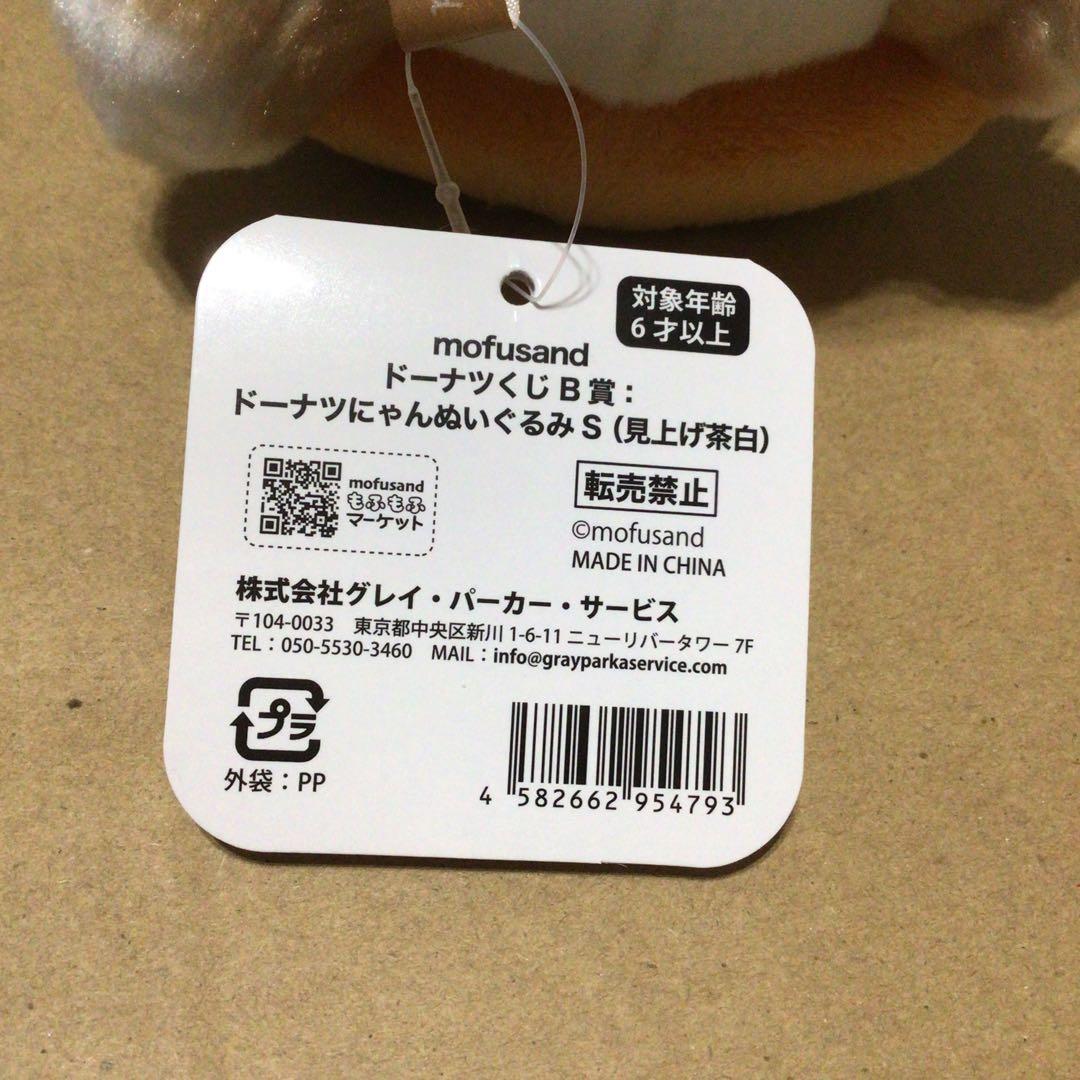 対象年齢
6才以上
mofusand
ドーナツくじ B 賞：
ドーナツにゃんぬいぐるみ S（見上げ茶白）
mofusand
もふもふ
マーケット
転売禁止
©mofusand
MADE IN CHINA
株式会社グレイ・パーカー・サービス
〒104-0033　東京都中央区新川 1-6-11 ニューリバータワー 7F
TEL：050-5530-3460　MAIL：info@grayparkaservice.com
プラ
外袋：PP
4 582662 954793